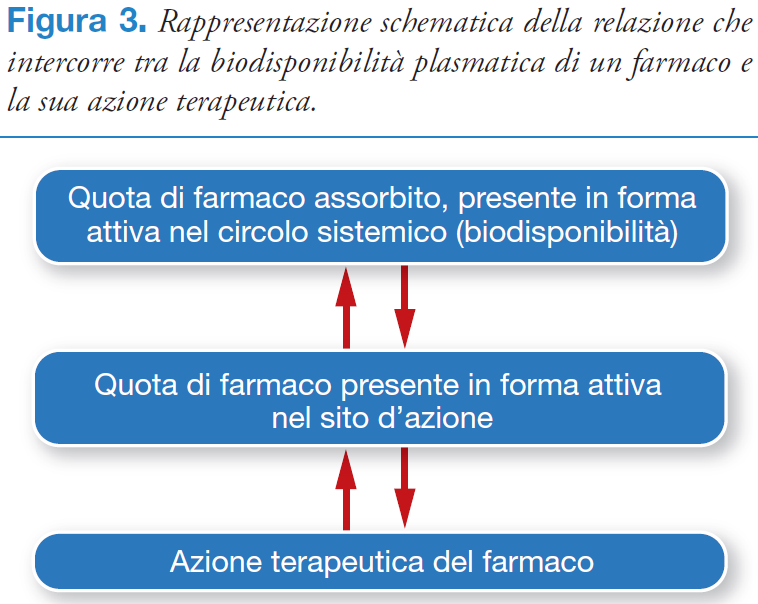 Figura 3. Rappresentazione schematica della relazione che
intercorre tra la biodisponibilità plasmatica di un farmaco e
la sua azione terapeutica.
Quota di farmaco assorbito, presente in forma
attiva nel circolo sistemico (biodisponibilità)
Quota di farmaco presente in forma attiva
nel sito d’azione
Azione terapeutica del farmaco